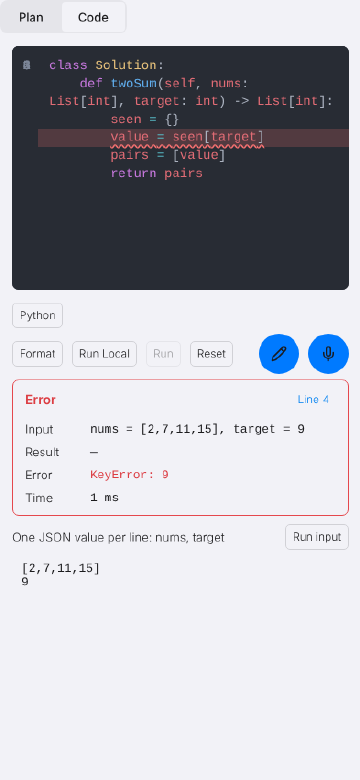 Plan Code
class Solution:
    def twoSum(self, nums:
List[int], target: int) -> List[int]:
        seen = {}
        value = seen[target]
        pairs = [value]
        return pairs
Python
Format Run Local Run Reset
Error Line 4
Input nums = [2,7,11,15], target = 9
Result —
Error KeyError: 9
Time 1 ms
One JSON value per line: nums, target Run input
[2,7,11,15]
9